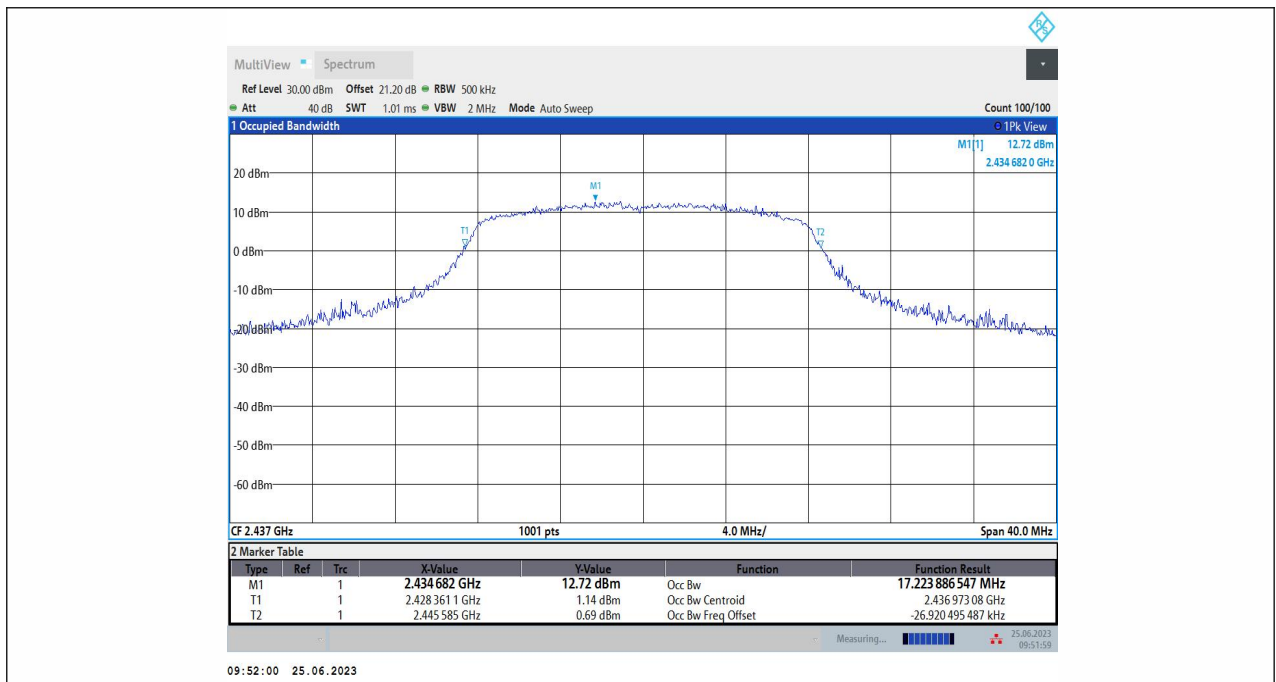 R S
MultiView Spectrum
Ref Level 30.00 dBm Offset 21.20 dB RBW 500 kHz
Att 40 dB SWT 1.01 ms VBW 2 MHz Mode Auto Sweep Count 100/100
1 Occupied Bandwidth 1Pk View
M1[1] 12.72 dBm
2.434 682 0 GHz
20 dBm
M1
10 dBm
T1 T2
0 dBm
-10 dBm
-20 dBm
-30 dBm
-40 dBm
-50 dBm
-60 dBm
CF 2.437 GHz 1001 pts 4.0 MHz/ Span 40.0 MHz
2 Marker Table
Type Ref Trc X-Value Y-Value Function Function Result
M1 1 2.434 682 GHz 12.72 dBm Occ Bw 17.223 886 547 MHz
T1 1 2.428 361 1 GHz 1.14 dBm Occ Bw Centroid 2.436 973 08 GHz
T2 1 2.445 585 GHz 0.69 dBm Occ Bw Freq Offset -26.920 495 487 kHz
Measuring... 25.06.2023
09:51:59
09:52:00 25.06.2023